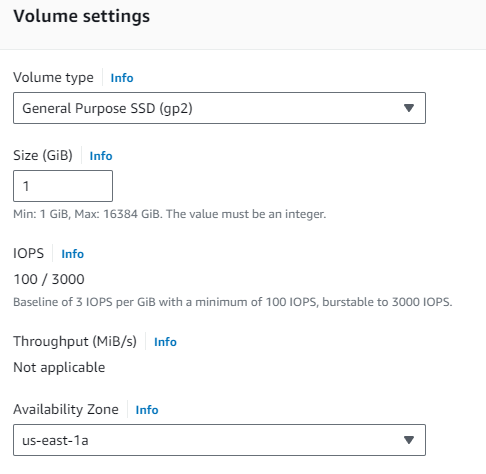 Volume settings
Volume type Info
General Purpose SSD (gp2)
Size (GiB) Info
1
Min: 1 GiB, Max: 16384 GiB. The value must be an integer.
IOPS Info
100 / 3000
Baseline of 3 IOPS per GiB with a minimum of 100 IOPS, burstable to 3000 IOPS.
Throughput (MiB/s) Info
Not applicable
Availability Zone Info
us-east-1a